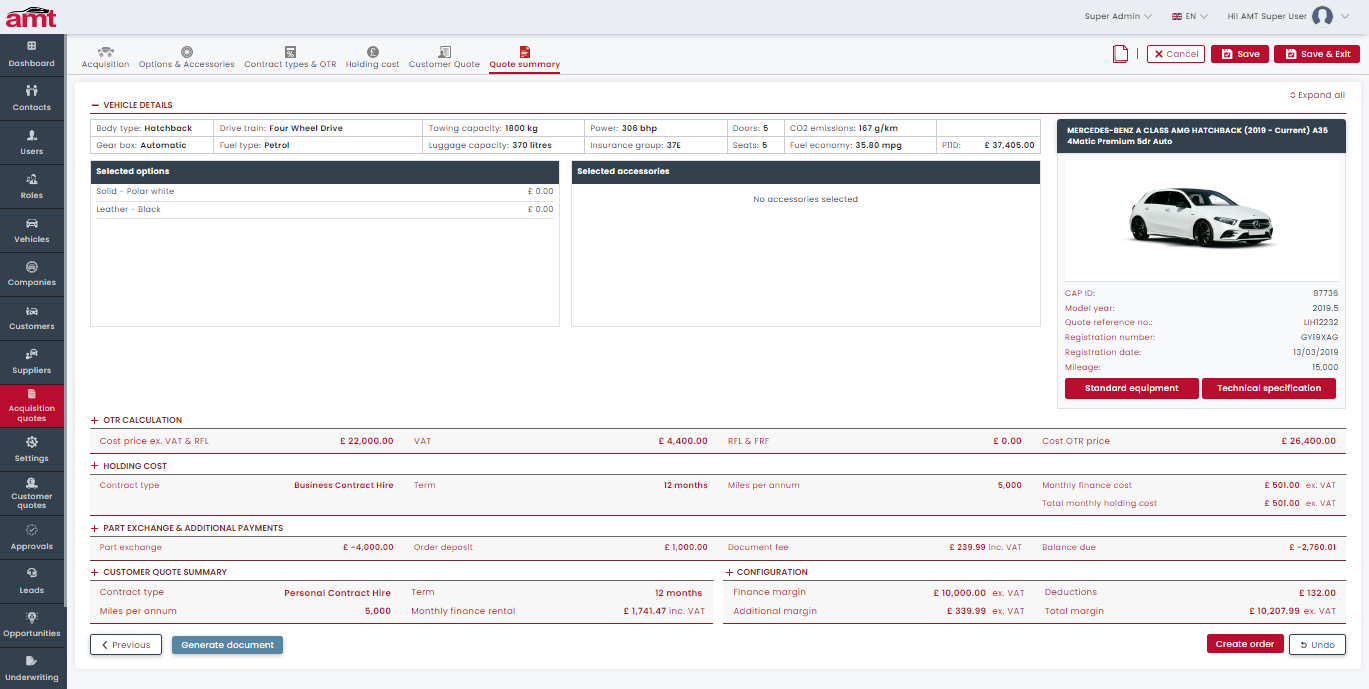 amt
Super Admin
EN
Hi! AMT Super User
Dashboard
Contacts
Users
Roles
Vehicles
Companies
Customers
Suppliers
Acquisition
quotes
Settings
Customer
quotes
Approvals
Leads
Opportunities
Underwriting
Acquisition
Options & Accessories
Contract types & OTR
Holding cost
Customer Quote
Quote summary
Cancel
Save
Save & Exit
Expand all
VEHICLE DETAILS
Body type: Hatchback
Drive train: Four Wheel Drive
Towing capacity: 1800 kg
Power: 306 bhp
Doors: 5
CO2 emissions: 167 g/km
Gear box: Automatic
Fuel type: Petrol
Luggage capacity: 370 litres
Insurance group: 37E
Seats: 5
Fuel economy: 35.80 mpg
P11D: £ 37,405.00
Selected options
Solid - Polar white £ 0.00
Leather - Black £ 0.00
Selected accessories
No accessories selected
MERCEDES-BENZ A CLASS AMG HATCHBACK (2019 - Current) A35
4Matic Premium 5dr Auto
CAP ID: 87736
Model year: 2019.5
Quote reference no.: LIH12232
Registration number: GY19XAG
Registration date: 13/03/2019
Mileage: 15,000
Standard equipment
Technical specification
OTR CALCULATION
Cost price ex. VAT & RFL £ 22,000.00 VAT £ 4,400.00 RFL & FRF £ 0.00 Cost OTR price £ 26,400.00
HOLDING COST
Contract type Business Contract Hire Term 12 months Miles per annum 5,000 Monthly finance cost £ 501.00 ex. VAT
Total monthly holding cost £ 501.00 ex. VAT
PART EXCHANGE & ADDITIONAL PAYMENTS
Part exchange £ -4,000.00 Order deposit £ 1,000.00 Document fee £ 239.99 inc. VAT Balance due £ -2,760.01
CUSTOMER QUOTE SUMMARY
Contract type Personal Contract Hire Term 12 months
Miles per annum 5,000 Monthly finance rental £ 1,741.47 inc. VAT
CONFIGURATION
Finance margin £ 10,000.00 ex. VAT Deductions £ 132.00
Additional margin £ 339.99 ex. VAT Total margin £ 10,207.99 ex. VAT
Previous
Generate document
Create order
Undo